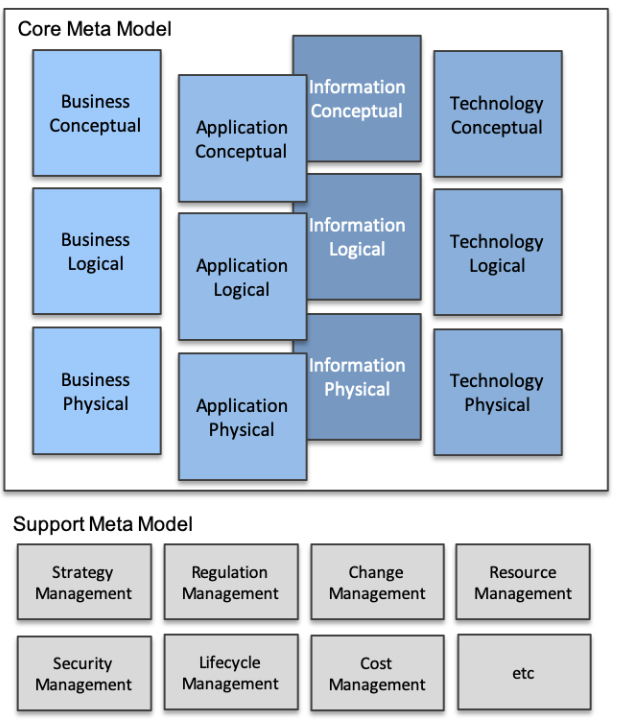 Core Meta Model
Business
Conceptual
Application
Conceptual
Information
Conceptual
Technology
Conceptual
Business
Logical
Application
Logical
Information
Logical
Technology
Logical
Business
Physical
Application
Physical
Information
Physical
Technology
Physical
Support Meta Model
Strategy
Management
Regulation
Management
Change
Management
Resource
Management
Security
Management
Lifecycle
Management
Cost
Management
etc